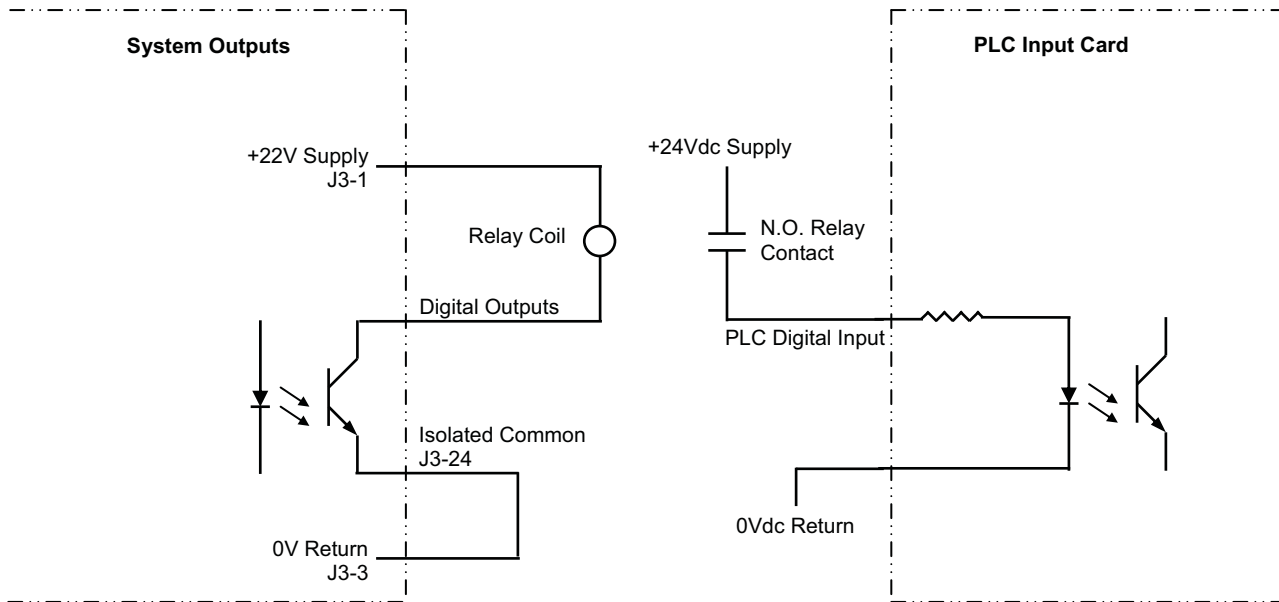 System Outputs
PLC Input Card
+22V Supply
J3-1
+24Vdc Supply
Relay Coil
N.O. Relay
Contact
Digital Outputs
PLC Digital Input
Isolated Common
J3-24
0Vdc Return
0V Return
J3-3